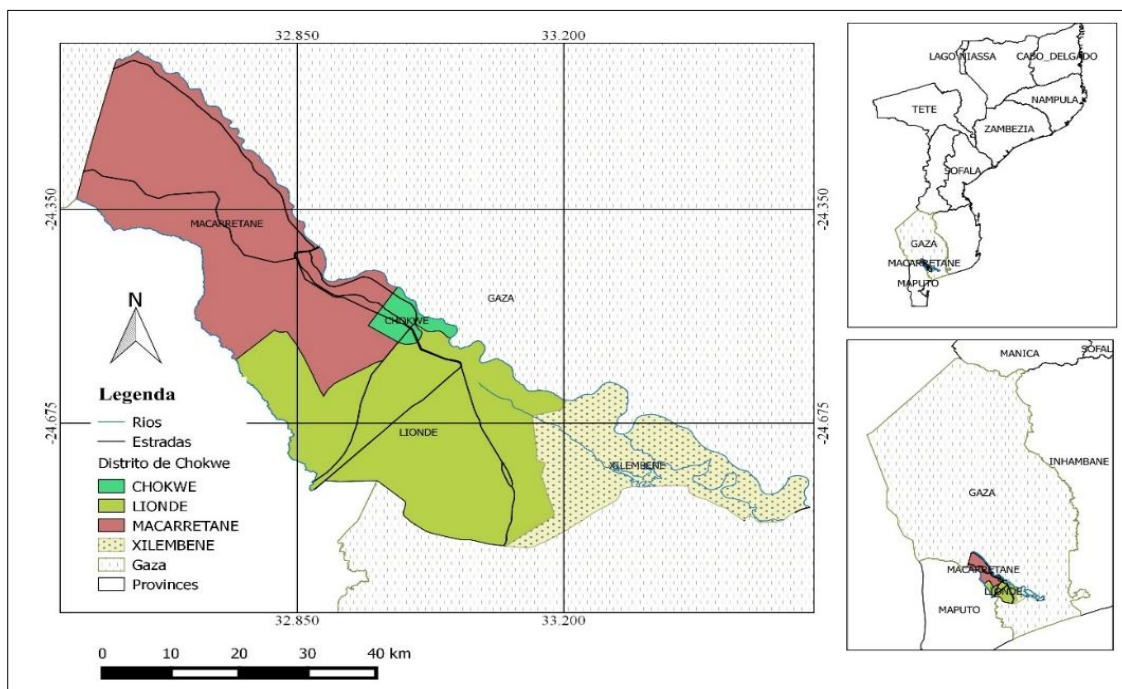 32.850
33.200
-24.350
-24.350
MACARRETANE
GAZA
CHOKWE
N
-24.675
-24.675
LIONDE
XILEMBENE
Legenda
Rios
Estradas
Distrito de Chokwe
CHOKWE
LIONDE
MACARRETANE
XILEMBENE
Gaza
Provinces
32.850
33.200
0 10 20 30 40 km
LAGO NIASSA
CABO_DELGADO
TETE
NAMPULA
ZAMBEZIA
SOFALA
GAZA
MACARRETANE
MAPUTO
MANICA
SOFAL
INHAMBANE
GAZA
MACARRETANE
LIONDE
MAPUTO